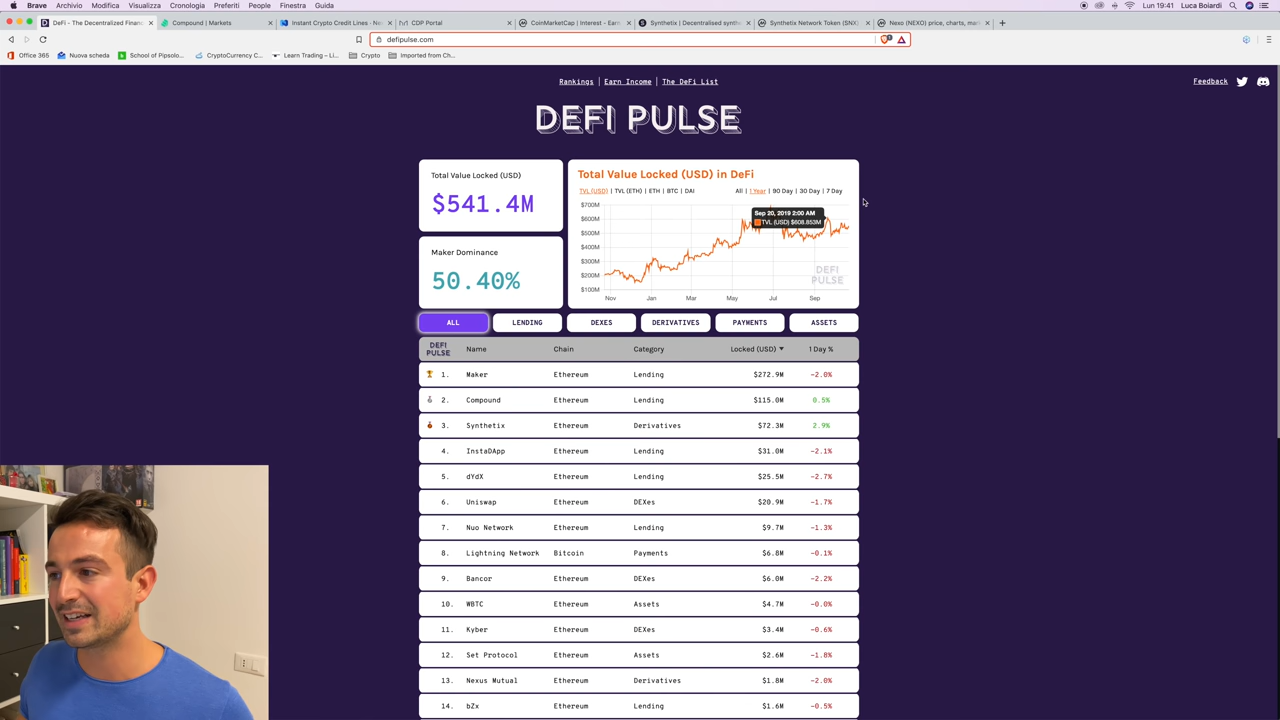 Brave Archivio Modifica Visualizza Cronologia Preferiti People Finestra Guida Lun 19:41 Luca Boiardi
DeFi - The Decentralized Financ
Compound | Markets
Instant Crypto Credit Lines - Ne
CDP Portal
CoinMarketCap | Interest - Earn
Synthetix | Decentralised synthe
Synthetix Network Token (SNX)
Nexo (NEXO) price, charts, mar
defipulse.com
Office 365 Nuova scheda School of Pipsolo... CryptoCurrency C... Learn Trading – Li... Crypto Imported from Ch...
Rankings | Earn Income | The DeFi List
Feedback
DEFI PULSE
Total Value Locked (USD)
$541.4M
Maker Dominance
50.40%
Total Value Locked (USD) in DeFi
TVL (USD) | TVL (ETH) | ETH | BTC | DAI
All | 1 Year | 90 Day | 30 Day | 7 Day
$700M
$600M
$500M
$400M
$300M
$200M
$100M
Sep 20, 2019 2:00 AM
TVL (USD) $608.853M
DEFI
PULSE
Nov Jan Mar May Jul Sep
ALL LENDING DEXES DERIVATIVES PAYMENTS ASSETS
DEFI PULSE Name Chain Category Locked (USD) 1 Day %
1. Maker Ethereum Lending $272.9M -2.0%
2. Compound Ethereum Lending $115.0M 0.5%
3. Synthetix Ethereum Derivatives $72.3M 2.9%
4. InstaDApp Ethereum Lending $31.0M -2.1%
5. dYdX Ethereum Lending $25.5M -2.7%
6. Uniswap Ethereum DEXes $20.9M -1.7%
7. Nuo Network Ethereum Lending $9.7M -1.3%
8. Lightning Network Bitcoin Payments $6.8M -0.1%
9. Bancor Ethereum DEXes $6.0M -2.2%
10. WBTC Ethereum Assets $4.7M -0.0%
11. Kyber Ethereum DEXes $3.4M -0.6%
12. Set Protocol Ethereum Assets $2.6M -1.8%
13. Nexus Mutual Ethereum Derivatives $1.8M -2.0%
14. bZx Ethereum Lending $1.6M -0.5%